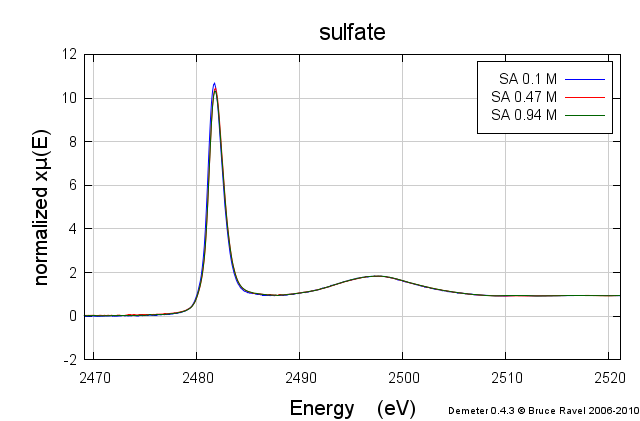 sulfate
12
10
8
6
4
2
0
-2
normalized xμ(E)
SA 0.1 M
SA 0.47 M
SA 0.94 M
2470 2480 2490 2500 2510 2520
Energy (eV)
Demeter 0.4.3 © Bruce Ravel 2006-2010